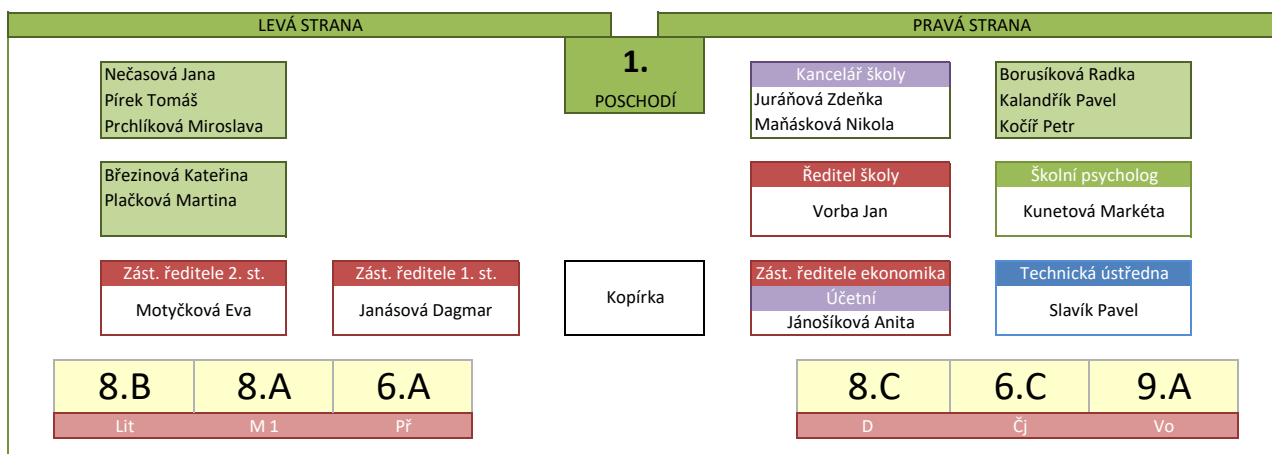 LEVÁ STRANA
PRAVÁ STRANA
1.
POSCHODÍ
Nečasová Jana
Pírek Tomáš
Prchlíková Miroslava
Kancelář školy
Juráňová Zdeňka
Maňásková Nikola
Borusíková Radka
Kalandřík Pavel
Kočíř Petr
Březinová Kateřina
Plačková Martina
Ředitel školy
Vorba Jan
Školní psycholog
Kunetová Markéta
Zást. ředitele 2. st.
Motyčková Eva
Zást. ředitele 1. st.
Janásová Dagmar
Kopírka
Zást. ředitele ekonomika
Účetní
Jánošíková Anita
Technická ústředna
Slavík Pavel
8.B
8.A
6.A
8.C
6.C
9.A
Lit
M 1
Př
D
Čj
Vo